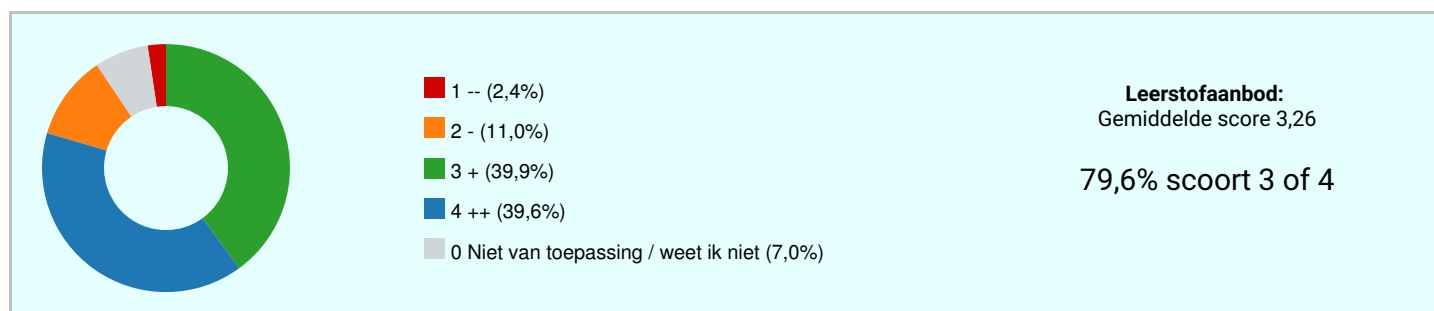 1 -- (2,4%)
2 - (11,0%)
3 + (39,9%)
4 ++ (39,6%)
0 Niet van toepassing / weet ik niet (7,0%)
Leerstofaanbod:
Gemiddelde score 3,26
79,6% scoort 3 of 4